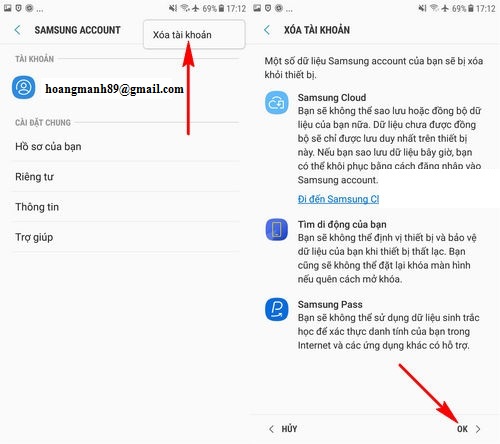 69% 17:12
SAMSUNG ACCOUNT
Xóa tài khoản
TÀI KHOẢN
hoangmanh89@gmail.com
CÀI ĐẶT CHUNG
Hồ sơ của bạn
Riêng tư
Thông tin
Trợ giúp
69% 17:12
XÓA TÀI KHOẢN
Một số dữ liệu Samsung account của bạn sẽ bị xóa
khỏi thiết bị.
Samsung Cloud
Bạn sẽ không thể sao lưu hoặc đồng bộ dữ
liệu của bạn nữa. Dữ liệu chưa được đồng
bộ sẽ chỉ được lưu duy nhất trên thiết bị
này. Nếu bạn sao lưu dữ liệu bây giờ, bạn
có thể khôi phục bằng cách đăng nhập vào
Samsung account.
Đi đến Samsung Cl
Tìm di động của bạn
Bạn sẽ không thể định vị thiết bị và bảo vệ
dữ liệu của bạn khi thiết bị thất lạc. Bạn
cũng sẽ không thể đặt lại khóa màn hình
nếu quên cách mở khóa.
Samsung Pass
Bạn sẽ không thể sử dụng dữ liệu sinh trắc
học để xác thực danh tính của bạn trong
Internet và các ứng dụng khác có hỗ trợ.
HỦY
OK